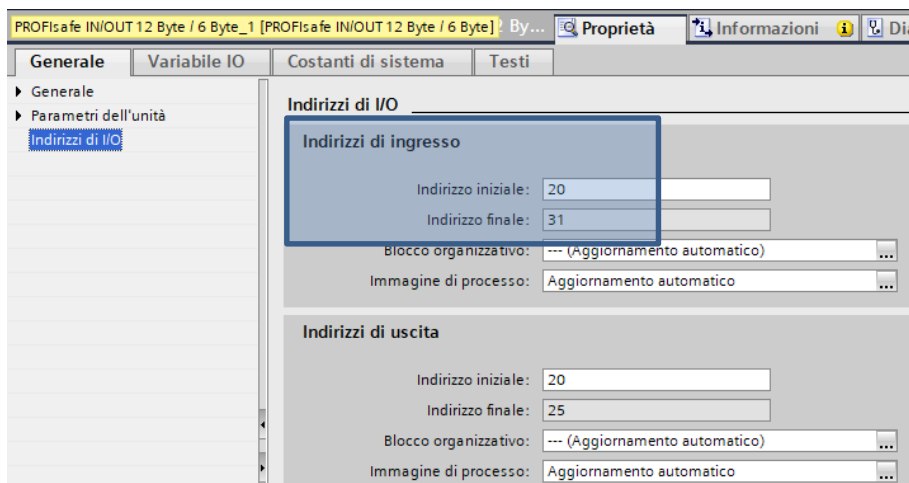 PROFIsafe IN/OUT 12 Byte / 6 Byte_1 [PROFIsafe IN/OUT 12 Byte / 6 Byte] By... Proprietà Informazioni
Generale Variabile IO Costanti di sistema Testi
Generale
Parametri dell'unità
Indirizzi di I/O
Indirizzi di I/O
Indirizzi di ingresso
Indirizzo iniziale: 20
Indirizzo finale: 31
Blocco organizzativo: --- (Aggiornamento automatico) ...
Immagine di processo: Aggiornamento automatico ...
Indirizzi di uscita
Indirizzo iniziale: 20
Indirizzo finale: 25
Blocco organizzativo: --- (Aggiornamento automatico) ...
Immagine di processo: Aggiornamento automatico ...